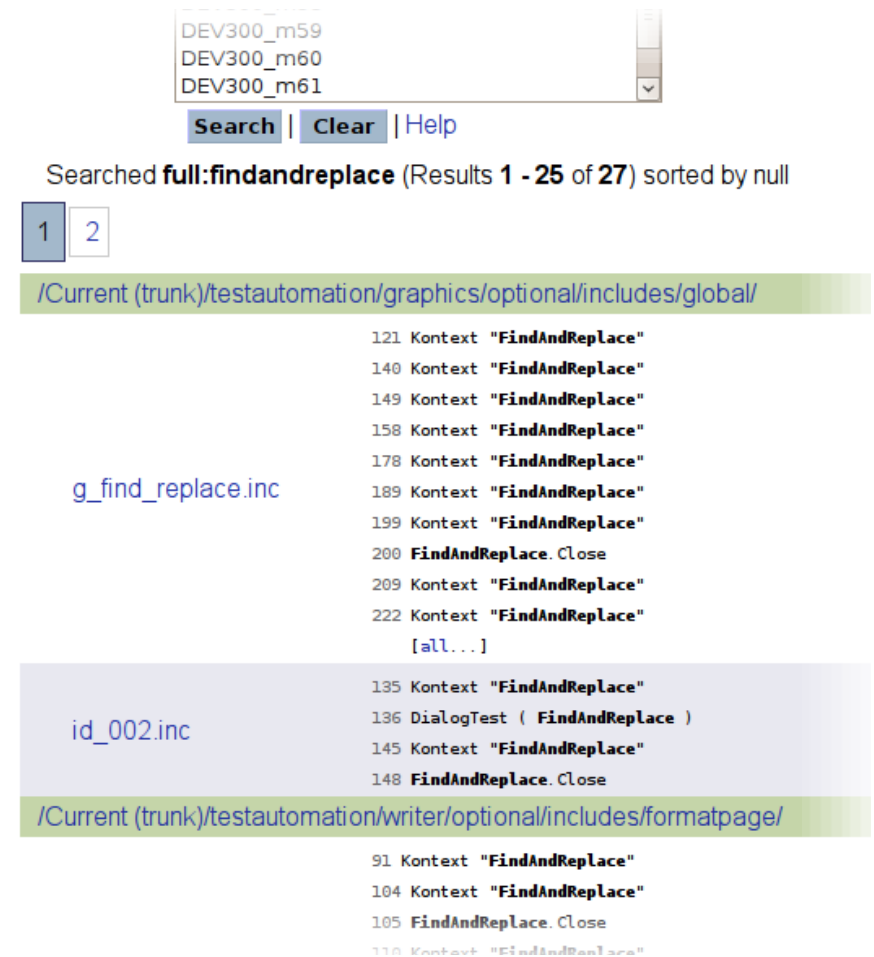 DEV300_m59
DEV300_m60
DEV300_m61
Search | Clear | Help
Searched full:findandreplace (Results 1 - 25 of 27) sorted by null
1 2
/Current (trunk)/testautomation/graphics/optional/includes/global/
g_find_replace.inc
121 Kontext "FindAndReplace"
140 Kontext "FindAndReplace"
149 Kontext "FindAndReplace"
158 Kontext "FindAndReplace"
178 Kontext "FindAndReplace"
189 Kontext "FindAndReplace"
199 Kontext "FindAndReplace"
200 FindAndReplace.Close
209 Kontext "FindAndReplace"
222 Kontext "FindAndReplace"
[all...]
id_002.inc
135 Kontext "FindAndReplace"
136 DialogTest ( FindAndReplace )
145 Kontext "FindAndReplace"
148 FindAndReplace.Close
/Current (trunk)/testautomation/writer/optional/includes/formatpage/
91 Kontext "FindAndReplace"
104 Kontext "FindAndReplace"
105 FindAndReplace.Close
110 Kontext "FindAndReplace"